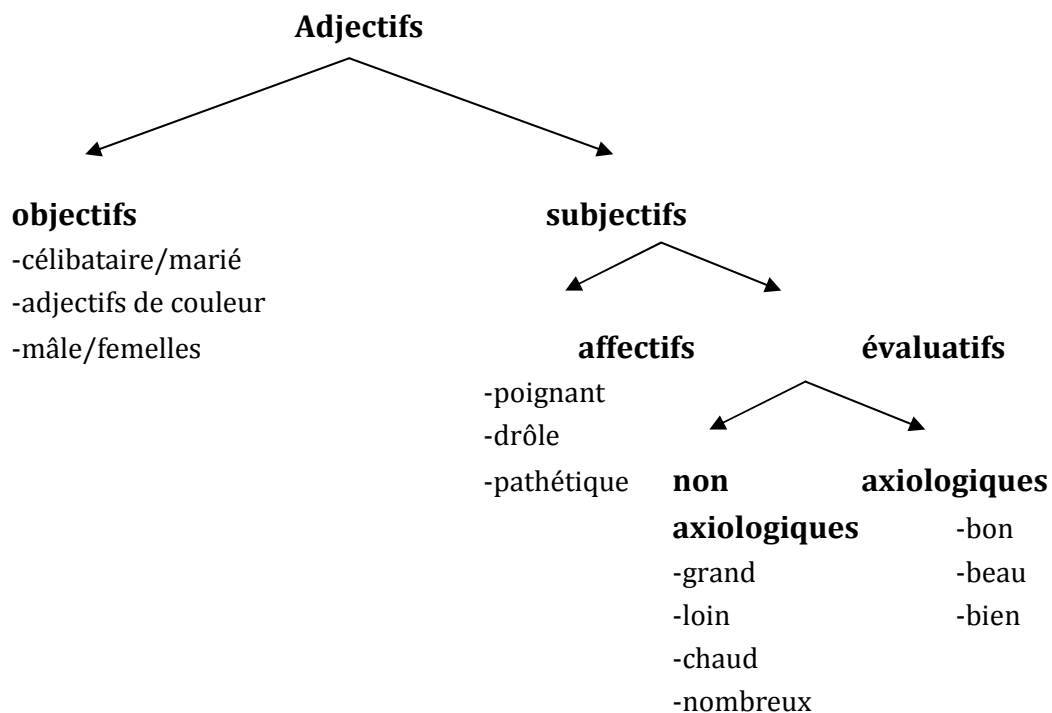 Adjectifs
objectifs
-célibataire/marié
-adjectifs de couleur
-mâle/femelles
subjectifs
affectifs
-poignant
-drôle
-pathétique
évaluatifs
non
axiologiques
-grand
-loin
-chaud
-nombreux
axiologiques
-bon
-beau
-bien